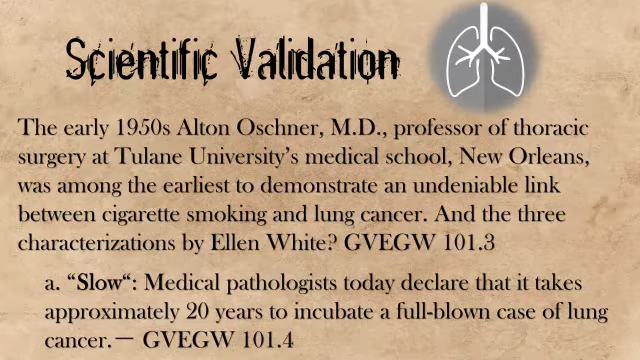 Scientific Validation
The early 1950s Alton Oschner, M.D., professor of thoracic
surgery at Tulane University’s medical school, New Orleans,
was among the earliest to demonstrate an undeniable link
between cigarette smoking and lung cancer. And the three
characterizations by Ellen White? GVEGW 101.3
a. “Slow“: Medical pathologists today declare that it takes
approximately 20 years to incubate a full-blown case of lung
cancer.— GVEGW 101.4